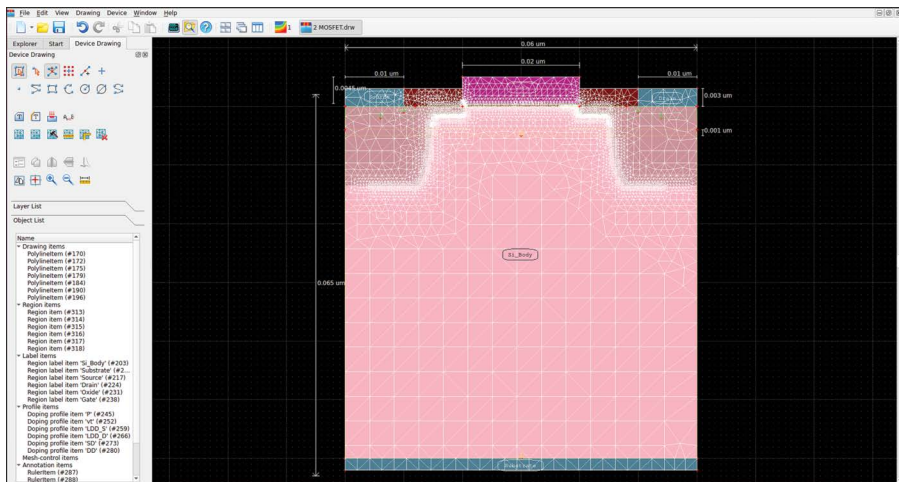 File Edit View Drawing Device Window Help
1 2 MOSFET.drw
Explorer Start Device Drawing
Device Drawing
A_B
Layer List
Object List
Name
Drawing items
PolylineItem (#170)
PolylineItem (#172)
PolylineItem (#175)
PolylineItem (#179)
PolylineItem (#184)
PolylineItem (#190)
PolylineItem (#196)
Region items
Region item (#313)
Region item (#314)
Region item (#315)
Region item (#316)
Region item (#317)
Region item (#318)
Label items
Region label item 'Si_Body' (#203)
Region label item 'Substrate' (#2...
Region label item 'Source' (#217)
Region label item 'Drain' (#224)
Region label item 'Oxide' (#231)
Region label item 'Gate' (#238)
Profile items
Doping profile item 'P' (#245)
Doping profile item 'vt' (#252)
Doping profile item 'LDD_S' (#259)
Doping profile item 'LDD_D' (#266)
Doping profile item 'SD' (#273)
Doping profile item 'DD' (#280)
Mesh-control items
Annotation items
RulerItem (#287)
RulerItem (#288)
0.06 um
0.02 um
0.01 um
0.01 um
0.0045 um
0.003 um
0.001 um
Si_Body
0.065 um